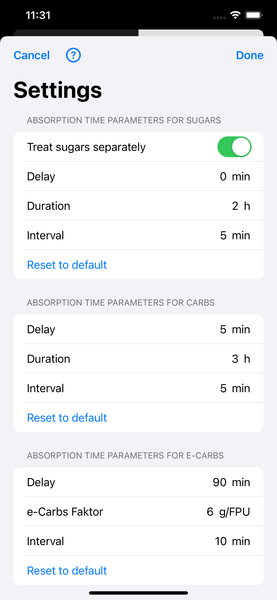 11:31
Cancel ? Done
Settings
ABSORPTION TIME PARAMETERS FOR SUGARS
Treat sugars separately
Delay 0 min
Duration 2 h
Interval 5 min
Reset to default
ABSORPTION TIME PARAMETERS FOR CARBS
Delay 5 min
Duration 3 h
Interval 5 min
Reset to default
ABSORPTION TIME PARAMETERS FOR E-CARBS
Delay 90 min
e-Carbs Faktor 6 g/FPU
Interval 10 min
Reset to default